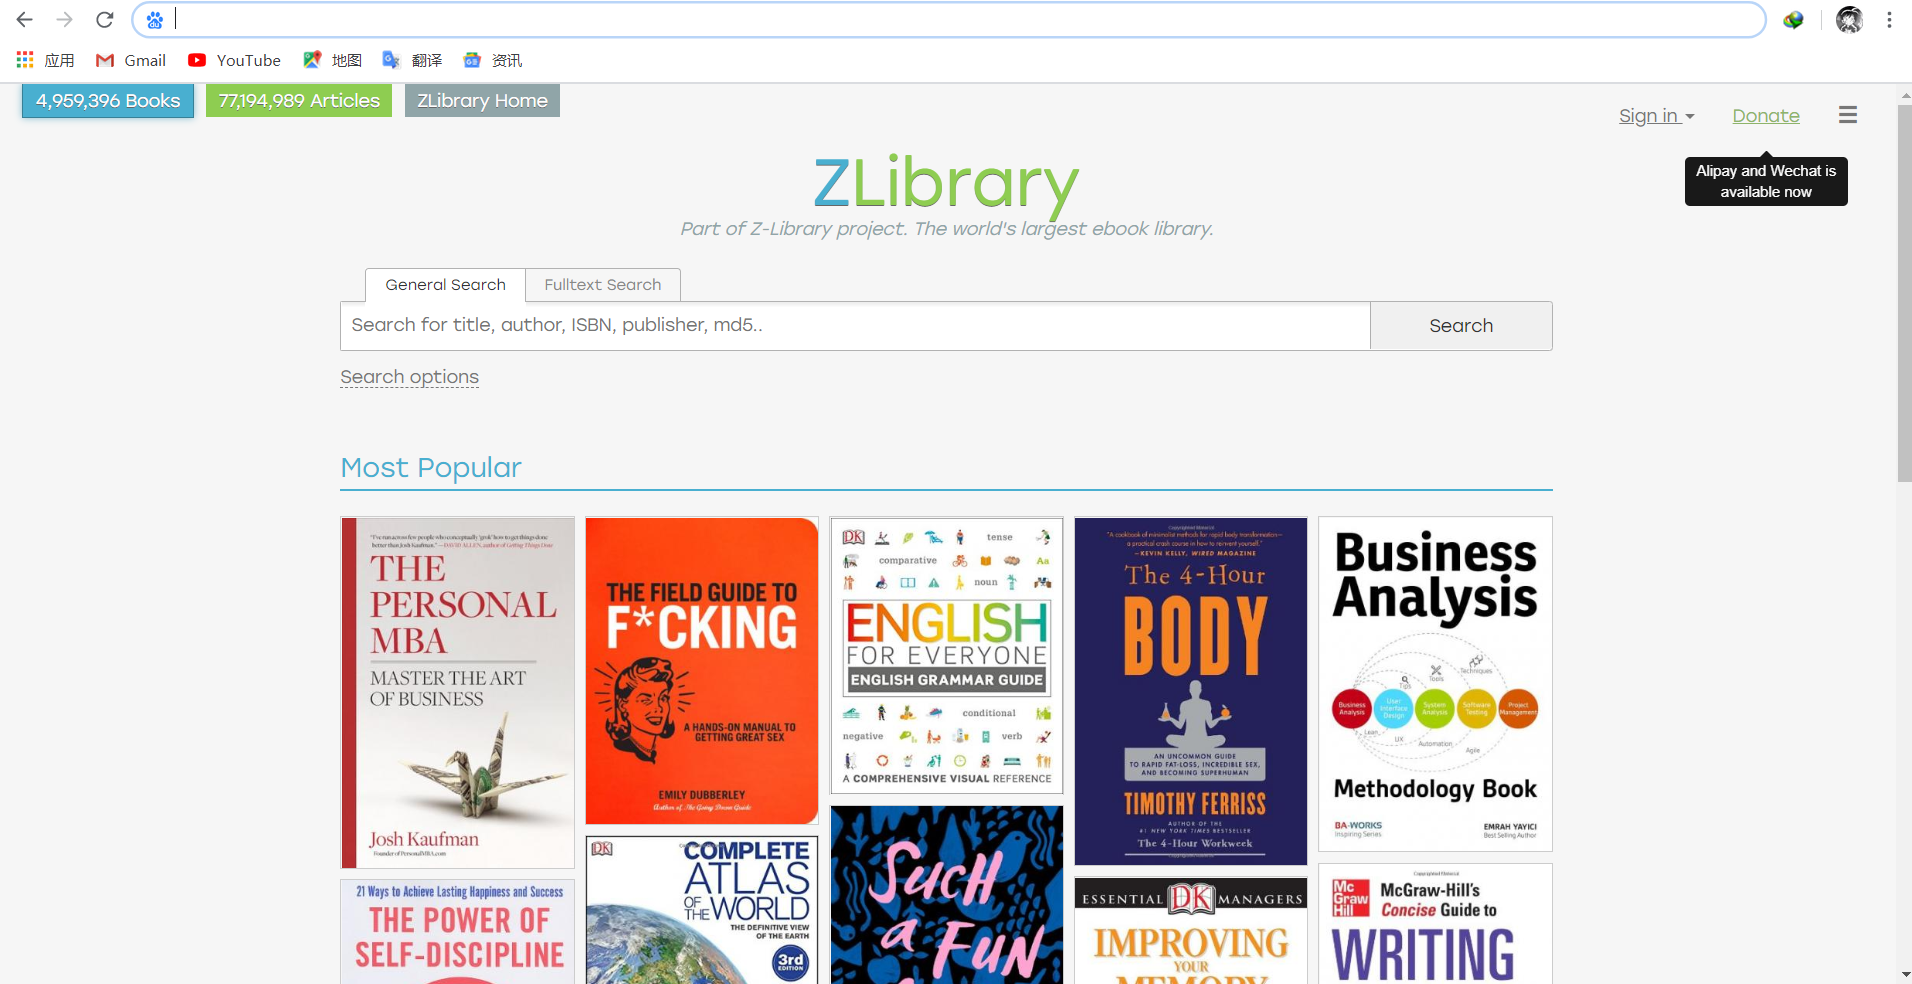 应用
Gmail
YouTube
地图
翻译
资讯
4,959,396 Books
77,194,989 Articles
ZLibrary Home
Sign in
Donate
Alipay and Wechat is
available now
ZLibrary
Part of Z-Library project. The world's largest ebook library.
General Search
Fulltext Search
Search for title, author, ISBN, publisher, md5..
Search
Search options
Most Popular
"I've run across few people who conceptually 'grok' how to get things done
better than Josh Kaufman." —DAVID ALLEN, author of Getting Things Done
THE
PERSONAL
MBA
MASTER THE ART
OF BUSINESS
Josh Kaufman
Founder of PersonalMBA.com
THE FIELD GUIDE TO
F*CKING
A HANDS-ON MANUAL TO
GETTING GREAT SEX
EMILY DUBBERLEY
Author of The Going Down Guide
DK
tense
comparative
Aa
noun
ENGLISH
FOR EVERYONE
ENGLISH GRAMMAR GUIDE
conditional
negative
verb
A COMPREHENSIVE VISUAL REFERENCE
Copyrighted Material
"A cookbook of minimalist methods for rapid body transformation—
a practical crash course in how to reinvent yourself."
—KEVIN KELLY, WIRED MAGAZINE
The 4-Hour
BODY
AN UNCOMMON GUIDE
TO RAPID FAT-LOSS, INCREDIBLE SEX,
AND BECOMING SUPERHUMAN
TIMOTHY FERRISS
AUTHOR OF THE
#1 NEW YORK TIMES BESTSELLER
The 4-Hour Workweek
Copyrighted Material
Business
Analysis
Techniques
Tools
Tips
Business
Analysis
User
Interface
Design
System
Analysis
Software
Testing
Project
Management
Lean
UX
Automation
Agile
Methodology Book
BA-WORKS
Inspiring Series
EMRAH YAYICI
Best Selling Author
21 Ways to Achieve Lasting Happiness and Success
THE POWER OF
SELF-DISCIPLINE
DK
COMPLETE
ATLAS
OF THE WORLD
THE DEFINITIVE VIEW
OF THE EARTH
3rd
EDITION
SUCH
a
FUN
ESSENTIAL DK MANAGERS
IMPROVING
YOUR
MEMORY
Copyrighted Material
Mc
Graw
Hill
McGraw-Hill's
Concise Guide to
WRITING